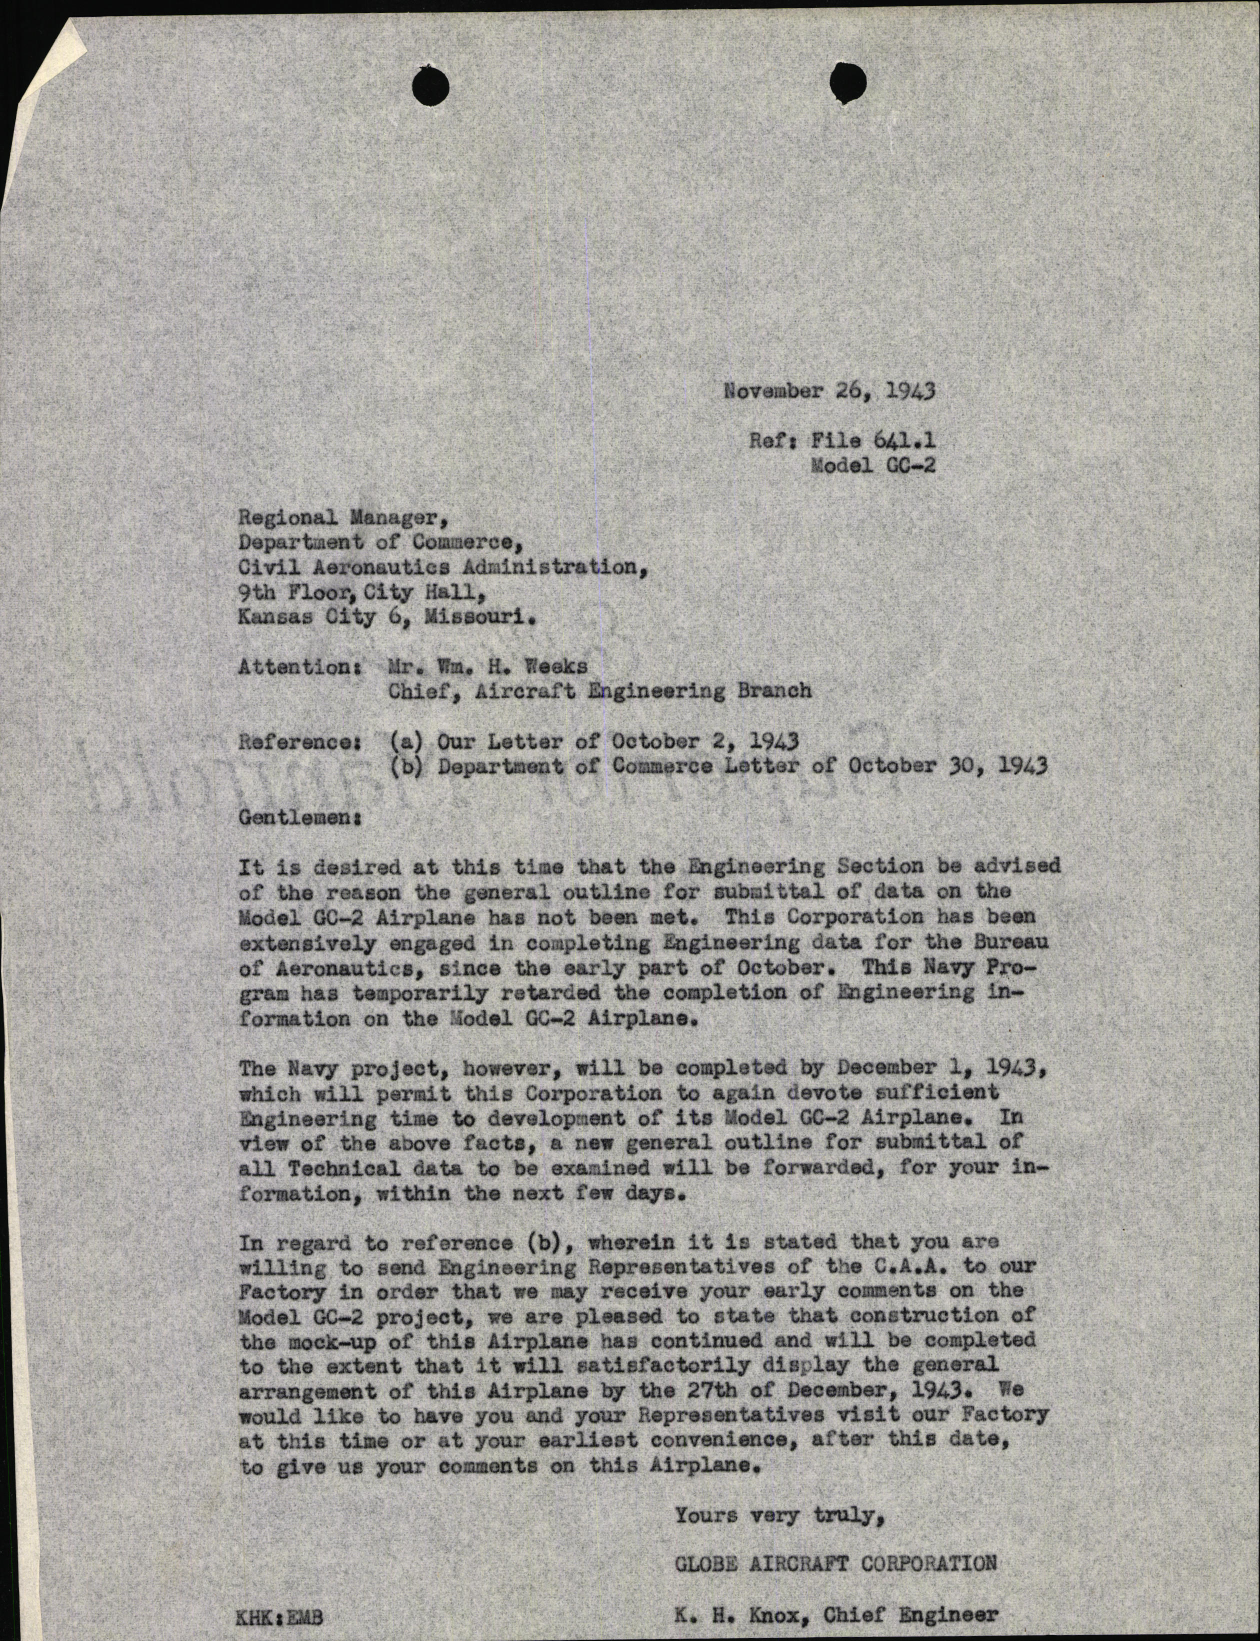 November 26, 1943
Ref: File 641.1
Model GC-2
Regional Manager,
Department of Commerce,
Civil Aeronautics Administration,
9th Floor, City Hall,
Kansas City 6, Missouri.
Attention: Mr. Wm. H. Weeks
Chief, Aircraft Engineering Branch
Reference: (a) Our Letter of October 2, 1943
(b) Department of Commerce Letter of October 30, 1943
Gentlemen:
It is desired at this time that the Engineering Section be advised
of the reason the general outline for submittal of data on the
Model GC-2 Airplane has not been met. This Corporation has been
extensively engaged in completing Engineering data for the Bureau
of Aeronautics, since the early part of October. This Navy Pro-
gram has temporarily retarded the completion of Engineering in-
formation on the Model GC-2 Airplane.
The Navy project, however, will be completed by December 1, 1943,
which will permit this Corporation to again devote sufficient
Engineering time to development of its Model GC-2 Airplane. In
view of the above facts, a new general outline for submittal of
all Technical data to be examined will be forwarded, for your in-
formation, within the next few days.
In regard to reference (b), wherein it is stated that you are
willing to send Engineering Representatives of the C.A.A. to our
Factory in order that we may receive your early comments on the
Model GC-2 project, we are pleased to state that construction of
the mock-up of this Airplane has continued and will be completed
to the extent that it will satisfactorily display the general
arrangement of this Airplane by the 27th of December, 1943. We
would like to have you and your Representatives visit our Factory
at this time or at your earliest convenience, after this date,
to give us your comments on this Airplane.
Yours very truly,
GLOBE AIRCRAFT CORPORATION
KHK:EMB K. H. Knox, Chief Engineer